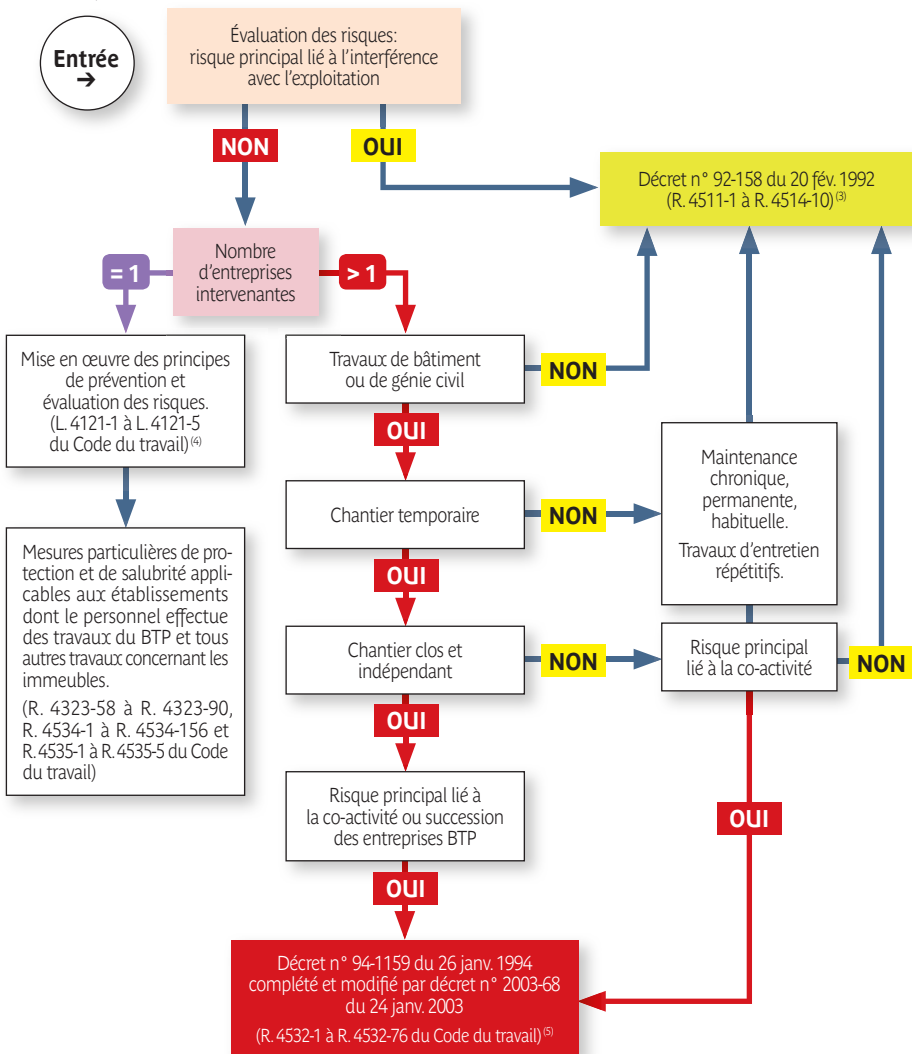 Entrée
→
Évaluation des risques:
risque principal lié à l'interférence
avec l'exploitation
NON
OUI
Décret n° 92-158 du 20 fév. 1992
(R. 4511-1 à R. 4514-10) (3)
Nombre
d'entreprises
intervenantes
= 1
> 1
Mise en œuvre des principes
de prévention et
évaluation des risques.
(L. 4121-1 à L. 4121-5
du Code du travail) (4)
Travaux de bâtiment
ou de génie civil
NON
OUI
Maintenance
chronique,
permanente,
habituelle.
Travaux d'entretien
répétitifs.
Chantier temporaire
NON
OUI
Mesures particulières de pro-
tection et de salubrité appli-
cables aux établissements
dont le personnel effectue
des travaux du BTP et tous
autres travaux concernant les
immeubles.
(R. 4323-58 à R. 4323-90,
R. 4534-1 à R. 4534-156 et
R. 4535-1 à R. 4535-5 du Code
du travail)
Chantier clos et
indépendant
NON
Risque principal
lié à la co-activité
NON
OUI
Risque principal lié à
la co-activité ou succession
des entreprises BTP
OUI
OUI
Décret n° 94-1159 du 26 janv. 1994
complété et modifié par décret n° 2003-68
du 24 janv. 2003
(R. 4532-1 à R. 4532-76 du Code du travail) (5)